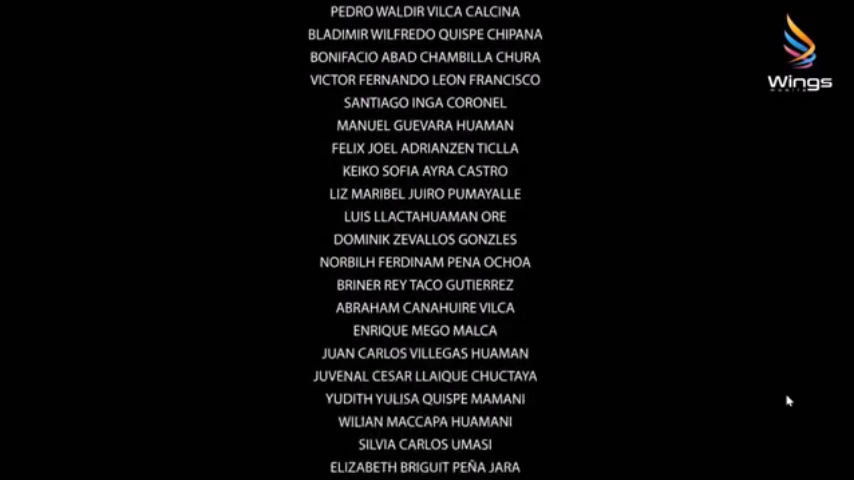 PEDRO WALDIR VILCA CALCINA
BLADIMIR WILFREDO QUISPE CHIPANA
BONIFACIO ABAD CHAMBILLA CHURA
VICTOR FERNANDO LEON FRANCISCO
SANTIAGO INGA CORONEL
MANUEL GUEVARA HUAMAN
FELIX JOEL ADRIANZEN TICLLA
KEIKO SOFIA AYRA CASTRO
LIZ MARIBEL JUIRO PUMAYALLE
LUIS LLACTAHUAMAN ORE
DOMINIK ZEVALLOS GONZLES
NORBILH FERDINAM PENA OCHOA
BRINER REY TACO GUTIERREZ
ABRAHAM CANAHUIRE VILCA
ENRIQUE MEGO MALCA
JUAN CARLOS VILLEGAS HUAMAN
JUVENAL CESAR LLAIQUE CHUCTAYA
YUDITH YULISA QUISPE MAMANI
WILIAN MACCAPA HUAMANI
SILVIA CARLOS UMASI
ELIZABETH BRIGUIT PEÑA JARA
Wings